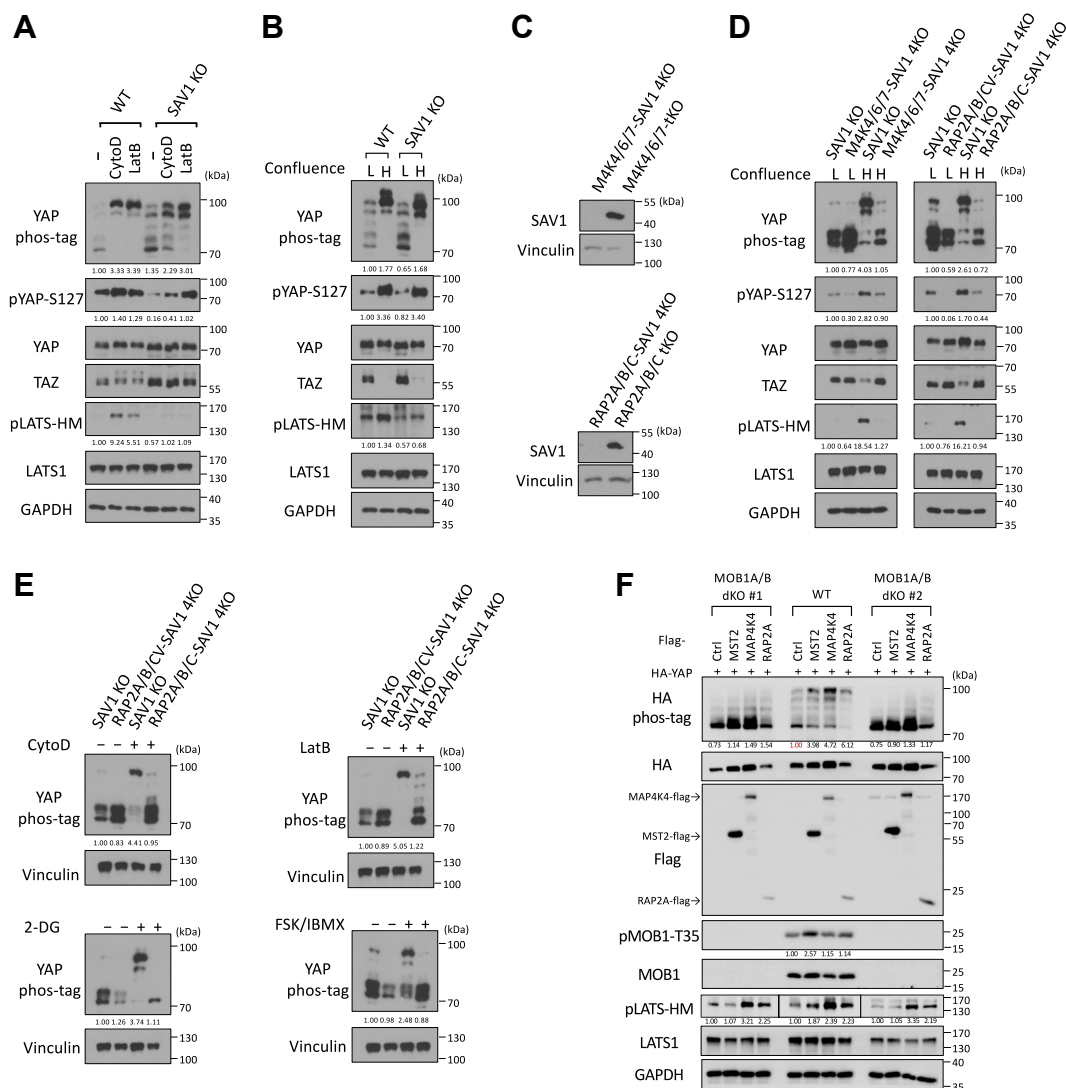 A
WT
SAV1 KO
– CytoD LatB – CytoD LatB
(kDa)
YAP
phos-tag
100
70
1.00 3.33 3.39 1.35 2.29 3.01
pYAP-S127
100
70
1.00 1.40 1.29 0.16 0.41 1.02
YAP
100
70
TAZ
55
pLATS-HM
170
130
1.00 9.24 5.51 0.57 1.02 1.09
LATS1
170
130
GAPDH
40
35
B
WT
SAV1 KO
Confluence L H L H
(kDa)
YAP
phos-tag
100
70
1.00 1.77 0.65 1.68
pYAP-S127
100
70
1.00 3.36 0.82 3.40
YAP
100
70
TAZ
55
pLATS-HM
170
130
1.00 1.34 0.57 0.68
LATS1
170
130
GAPDH
40
35
C
M4K4/6/7-SAV1 4KO
M4K4/6/7-tKO
SAV1
55 (kDa)
40
Vinculin
130
100
RAP2A/B/C-SAV1 4KO
RAP2A/B/C tKO
SAV1
55 (kDa)
40
Vinculin
130
100
D
SAV1 KO
M4K4/6/7-SAV1 4KO
SAV1 KO
M4K4/6/7-SAV1 4KO
SAV1 KO
RAP2A/B/CV-SAV1 4KO
SAV1 KO
RAP2A/B/C-SAV1 4KO
Confluence L L H H L L H H
(kDa)
YAP
phos-tag
100
70
1.00 0.77 4.03 1.05 1.00 0.59 2.61 0.72
pYAP-S127
100
70
1.00 0.30 2.82 0.90 1.00 0.06 1.70 0.44
YAP
100
70
TAZ
70
55
pLATS-HM
170
130
1.00 0.64 18.54 1.27 1.00 0.76 16.21 0.94
LATS1
170
130
GAPDH
40
35
E
SAV1 KO
RAP2A/B/CV-SAV1 4KO
SAV1 KO
RAP2A/B/C-SAV1 4KO
CytoD – – + +
(kDa)
YAP
phos-tag
100
70
1.00 0.83 4.41 0.95
Vinculin
130
100
SAV1 KO
RAP2A/B/CV-SAV1 4KO
SAV1 KO
RAP2A/B/C-SAV1 4KO
LatB – – + +
(kDa)
YAP
phos-tag
100
70
1.00 0.89 5.05 1.22
Vinculin
130
100
2-DG – – + +
(kDa)
YAP
phos-tag
100
70
1.00 1.26 3.74 1.11
Vinculin
130
100
FSK/IBMX – – + +
(kDa)
YAP
phos-tag
100
70
1.00 0.98 2.48 0.88
Vinculin
130
100
F
MOB1A/B
dKO #1
WT
MOB1A/B
dKO #2
Flag- Ctrl MST2 MAP4K4 RAP2A Ctrl MST2 MAP4K4 RAP2A Ctrl MST2 MAP4K4 RAP2A
HA-YAP + + + + + + + + + + + +
(kDa)
HA
phos-tag
100
70
0.73 1.14 1.49 1.54 1.00 3.98 4.72 6.12 0.75 0.90 1.33 1.17
HA
100
70
MAP4K4-flag→
MST2-flag→
Flag
RAP2A-flag→
170
100
70
55
25
pMOB1-T35
25
15
1.00 2.57 1.15 1.14
MOB1
25
15
pLATS-HM
170
130
1.00 1.07 3.21 2.25 1.00 1.87 2.39 2.23 1.00 1.05 3.35 2.19
LATS1
170
130
GAPDH
40
35